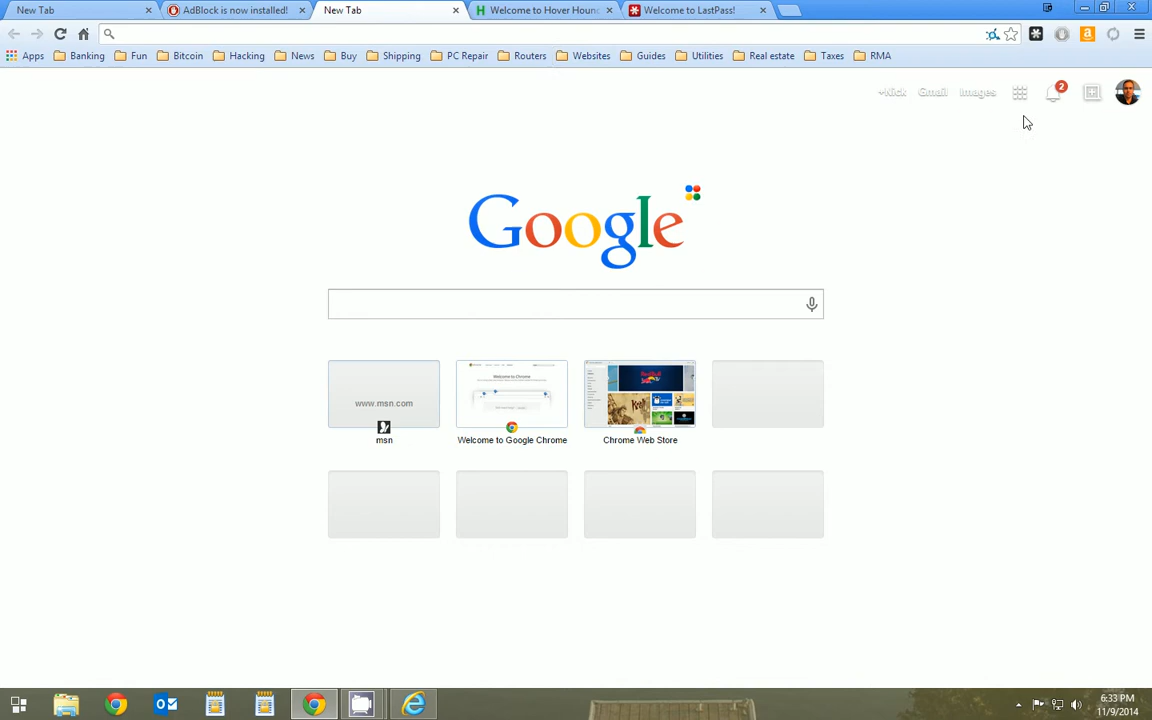 New Tab
AdBlock is now installed!
New Tab
Welcome to Hover Houn
Welcome to LastPass!
Apps
Banking
Fun
Bitcoin
Hacking
News
Buy
Shipping
PC Repair
Routers
Websites
Guides
Utilities
Real estate
Taxes
RMA
+Nick
Gmail
Images
2
Google
www.msn.com
msn
Welcome to Google Chrome
Chrome Web Store
6:33 PM
11/9/2014